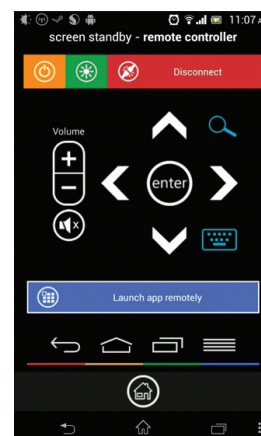 11:07
screen standby - remote controller
Disconnect
Volume
enter
Launch app remotely